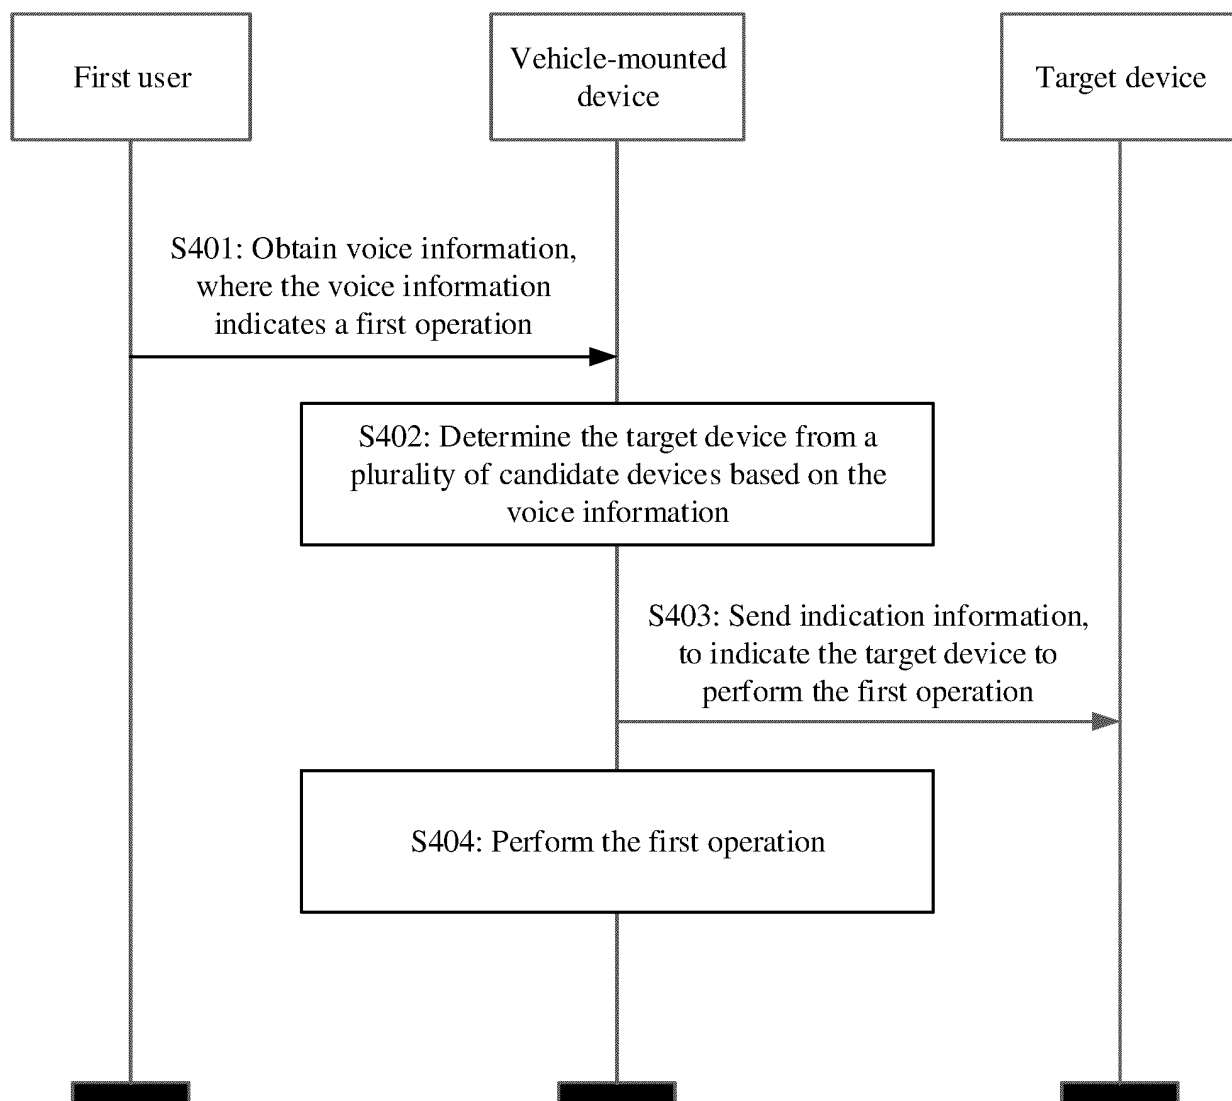 First user
Vehicle-mounted
device
Target device
S401: Obtain voice information,
where the voice information
indicates a first operation
S402: Determine the target device from a
plurality of candidate devices based on the
voice information
S403: Send indication information,
to indicate the target device to
perform the first operation
S404: Perform the first operation